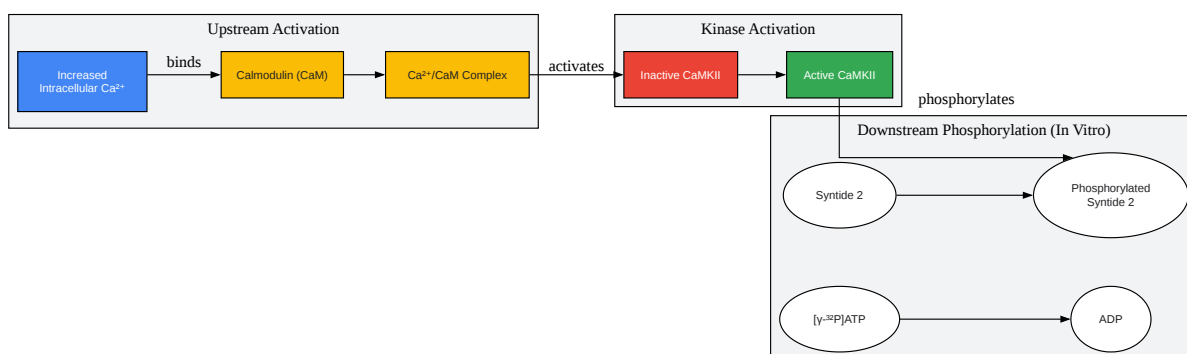 Upstream Activation
Increased
Intracellular Ca²⁺
binds
Calmodulin (CaM)
Ca²⁺/CaM Complex
activates
Kinase Activation
Inactive CaMKII
Active CaMKII
phosphorylates
Downstream Phosphorylation (In Vitro)
Syntide 2
Phosphorylated
Syntide 2
[γ-³²P]ATP
ADP